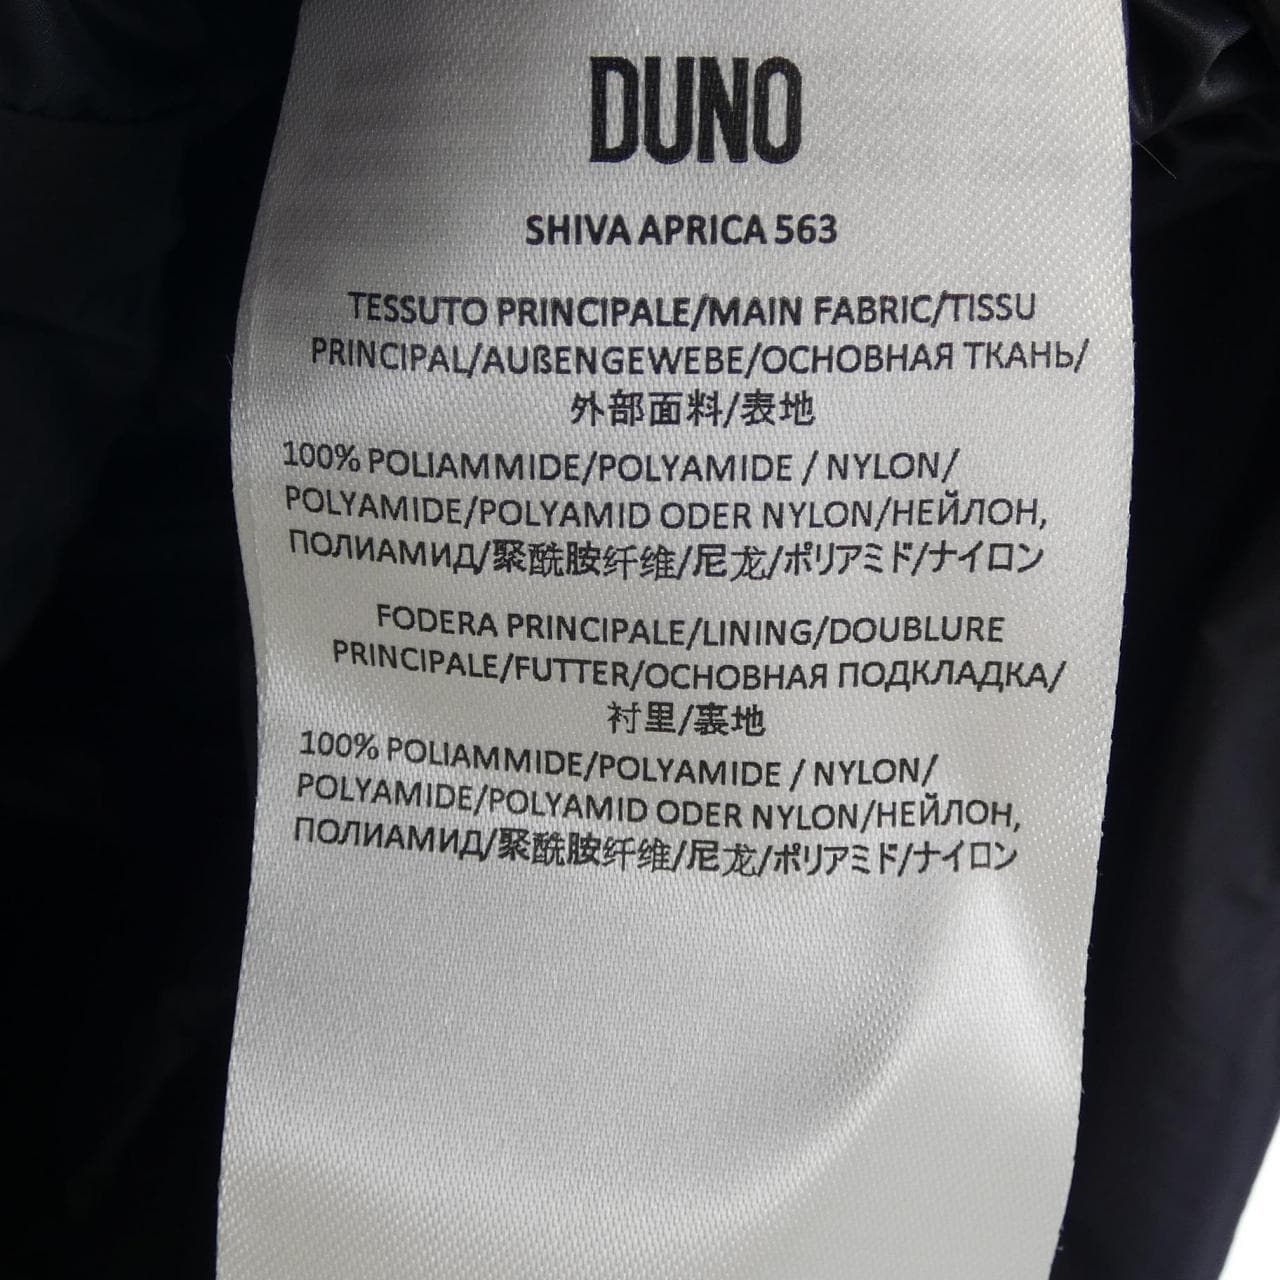 DUNO
SHIVA APRICA 563
TESSUTO PRINCIPALE/MAIN FABRIC/TISSU
PRINCIPAL/AUßENGEWEBE/ОСНОВНАЯ ТКАНЬ/
外部面料/表地
100% POLIAMMIDE/POLYAMIDE / NYLON/
POLYAMIDE/POLYAMID ODER NYLON/НЕЙЛОН,
ПОЛИАМИД/聚酰胺纤维/尼龙/ポリアミド/ナイロン
FODERA PRINCIPALE/LINING/DOUBLURE
PRINCIPALE/FUTTER/ОСНОВНАЯ ПОДКЛАДКА/
衬里/裏地
100% POLIAMMIDE/POLYAMIDE / NYLON/
POLYAMIDE/POLYAMID ODER NYLON/НЕЙЛОН,
ПОЛИАМИД/聚酰胺纤维/尼龙/ポリアミド/ナイロン